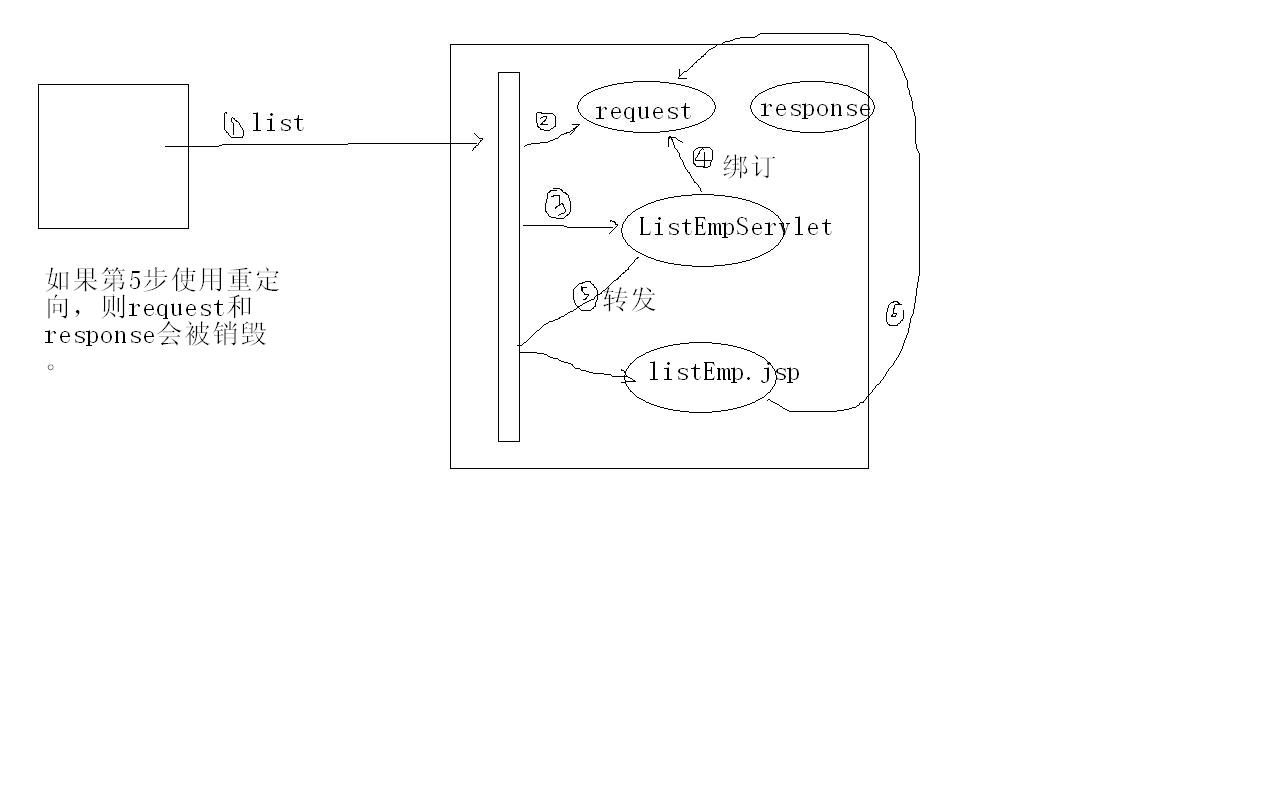 ① list
② request
response
④ 绑订
③ ListEmpServlet
⑤ 转发
⑥
listEmp.jsp
如果第5步使用重定
向，则request和
response会被销毁
。